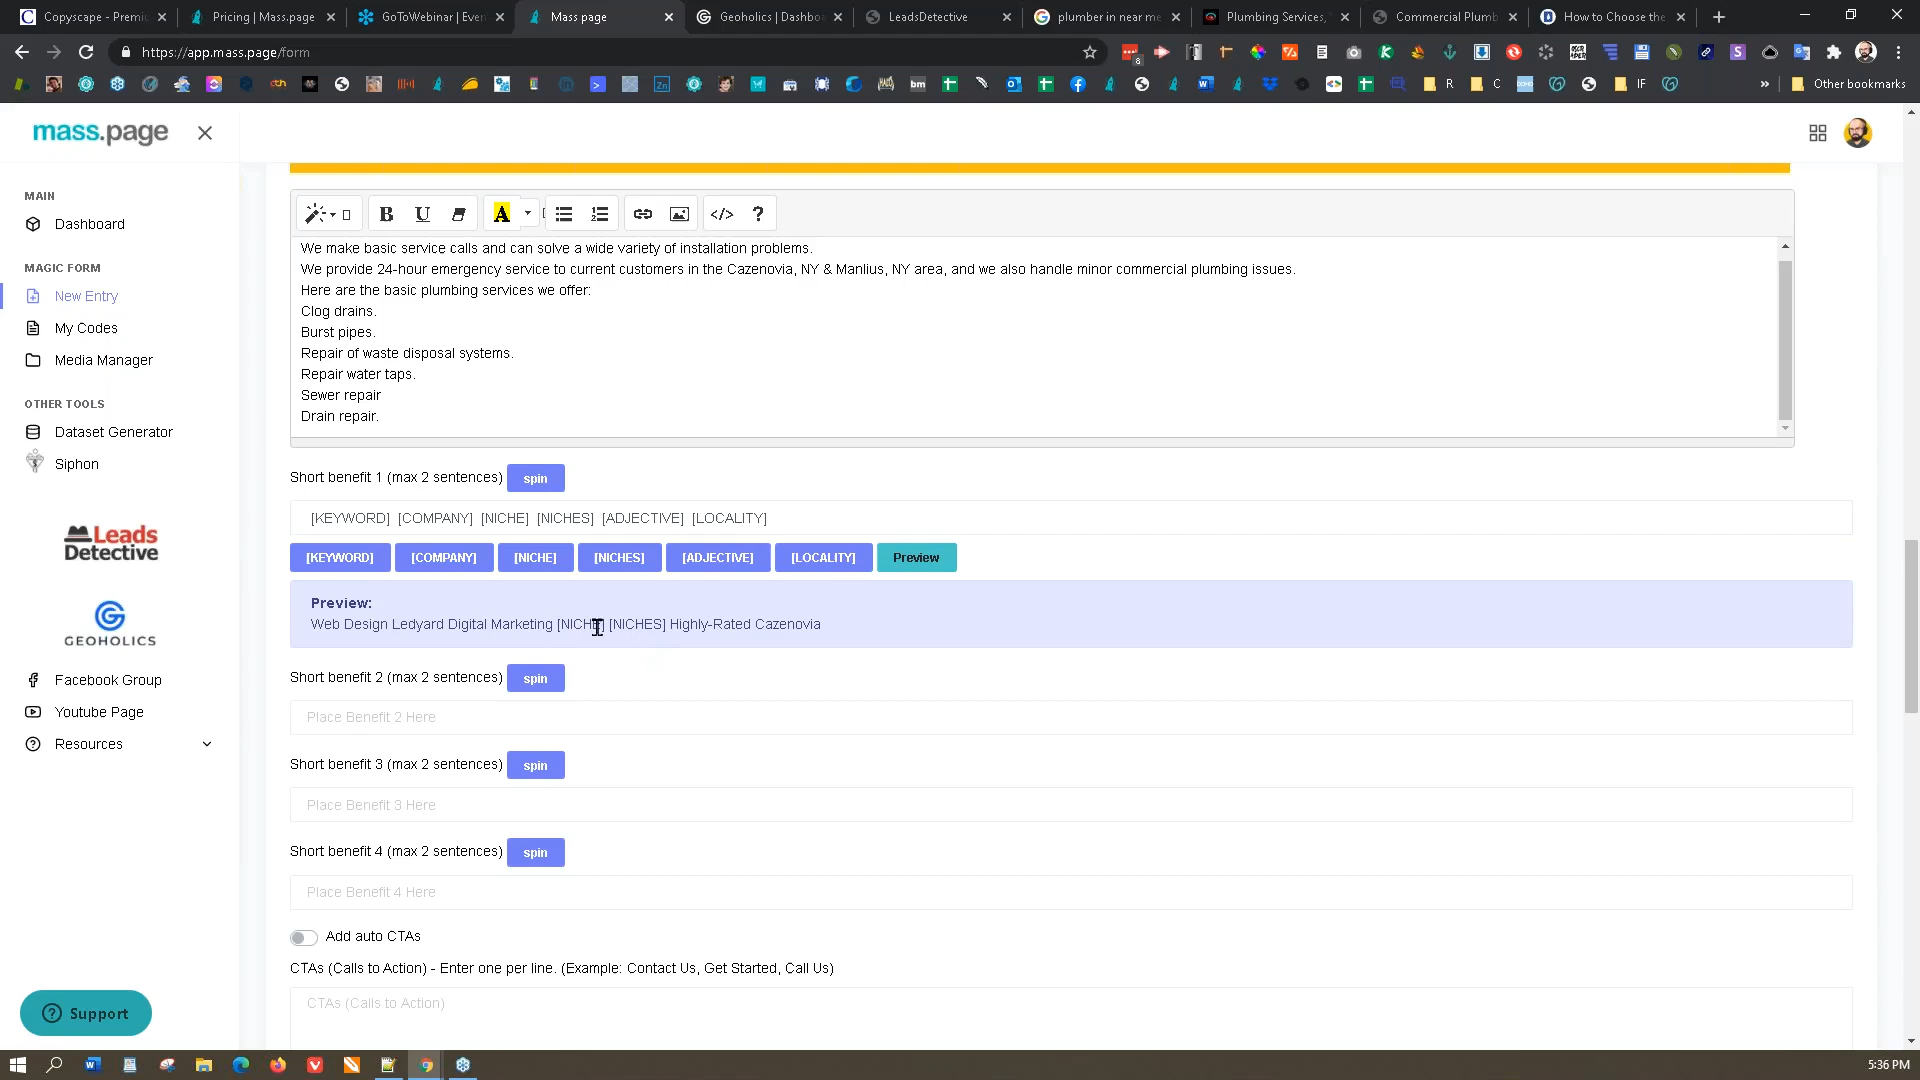 Copyscape - Premi
Pricing | Mass.page
GoToWebinar | Even
Mass page
Geoholics | Dashbo
LeadsDetective
plumber in near me
Plumbing Services,
Commercial Plumb
How to Choose the
https://app.mass.page/form
8
R
C
IF
Other bookmarks
mass.page
MAIN
Dashboard
MAGIC FORM
New Entry
My Codes
Media Manager
OTHER TOOLS
Dataset Generator
Siphon
Leads
Detective
GEOHOLICS
Facebook Group
Youtube Page
Resources
Support
We make basic service calls and can solve a wide variety of installation problems.
We provide 24-hour emergency service to current customers in the Cazenovia, NY & Manlius, NY area, and we also handle minor commercial plumbing issues.
Here are the basic plumbing services we offer:
Clog drains.
Burst pipes.
Repair of waste disposal systems.
Repair water taps.
Sewer repair
Drain repair.
Short benefit 1 (max 2 sentences) spin
[KEYWORD] [COMPANY] [NICHE] [NICHES] [ADJECTIVE] [LOCALITY]
[KEYWORD] [COMPANY] [NICHE] [NICHES] [ADJECTIVE] [LOCALITY] Preview
Preview:
Web Design Ledyard Digital Marketing [NICHE] [NICHES] Highly-Rated Cazenovia
Short benefit 2 (max 2 sentences) spin
Place Benefit 2 Here
Short benefit 3 (max 2 sentences) spin
Place Benefit 3 Here
Short benefit 4 (max 2 sentences) spin
Place Benefit 4 Here
Add auto CTAs
CTAs (Calls to Action) - Enter one per line. (Example: Contact Us, Get Started, Call Us)
CTAs (Calls to Action)
5:36 PM